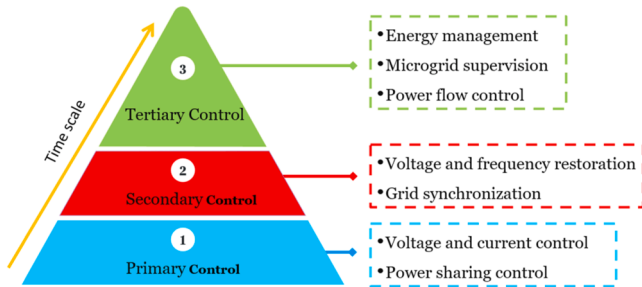 Time scale
3
Tertiary Control
•Energy management
•Microgrid supervision
•Power flow control
2
Secondary Control
•Voltage and frequency restoration
•Grid synchronization
1
Primary Control
•Voltage and current control
•Power sharing control